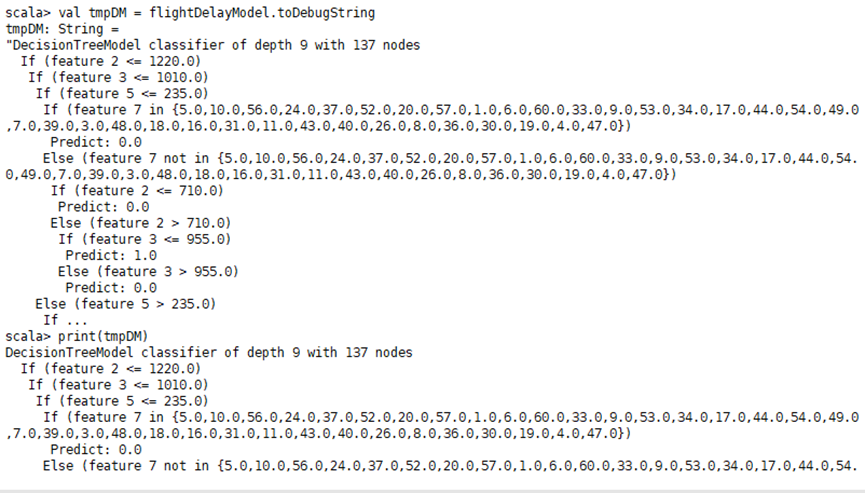 scala> val tmpDM = flightDelayModel.toDebugString
tmpDM: String =
"DecisionTreeModel classifier of depth 9 with 137 nodes
  If (feature 2 <= 1220.0)
   If (feature 3 <= 1010.0)
    If (feature 5 <= 235.0)
     If (feature 7 in {5.0,10.0,56.0,24.0,37.0,52.0,20.0,57.0,1.0,6.0,60.0,33.0,9.0,53.0,34.0,17.0,44.0,54.0,49.0
,7.0,39.0,3.0,48.0,18.0,16.0,31.0,11.0,43.0,40.0,26.0,8.0,36.0,30.0,19.0,4.0,47.0})
      Predict: 0.0
     Else (feature 7 not in {5.0,10.0,56.0,24.0,37.0,52.0,20.0,57.0,1.0,6.0,60.0,33.0,9.0,53.0,34.0,17.0,44.0,54.
0,49.0,7.0,39.0,3.0,48.0,18.0,16.0,31.0,11.0,43.0,40.0,26.0,8.0,36.0,30.0,19.0,4.0,47.0})
      If (feature 2 <= 710.0)
       Predict: 0.0
      Else (feature 2 > 710.0)
       If (feature 3 <= 955.0)
        Predict: 1.0
       Else (feature 3 > 955.0)
        Predict: 0.0
    Else (feature 5 > 235.0)
     If ...
scala> print(tmpDM)
DecisionTreeModel classifier of depth 9 with 137 nodes
  If (feature 2 <= 1220.0)
   If (feature 3 <= 1010.0)
    If (feature 5 <= 235.0)
     If (feature 7 in {5.0,10.0,56.0,24.0,37.0,52.0,20.0,57.0,1.0,6.0,60.0,33.0,9.0,53.0,34.0,17.0,44.0,54.0,49.0
,7.0,39.0,3.0,48.0,18.0,16.0,31.0,11.0,43.0,40.0,26.0,8.0,36.0,30.0,19.0,4.0,47.0})
      Predict: 0.0
     Else (feature 7 not in {5.0,10.0,56.0,24.0,37.0,52.0,20.0,57.0,1.0,6.0,60.0,33.0,9.0,53.0,34.0,17.0,44.0,54.